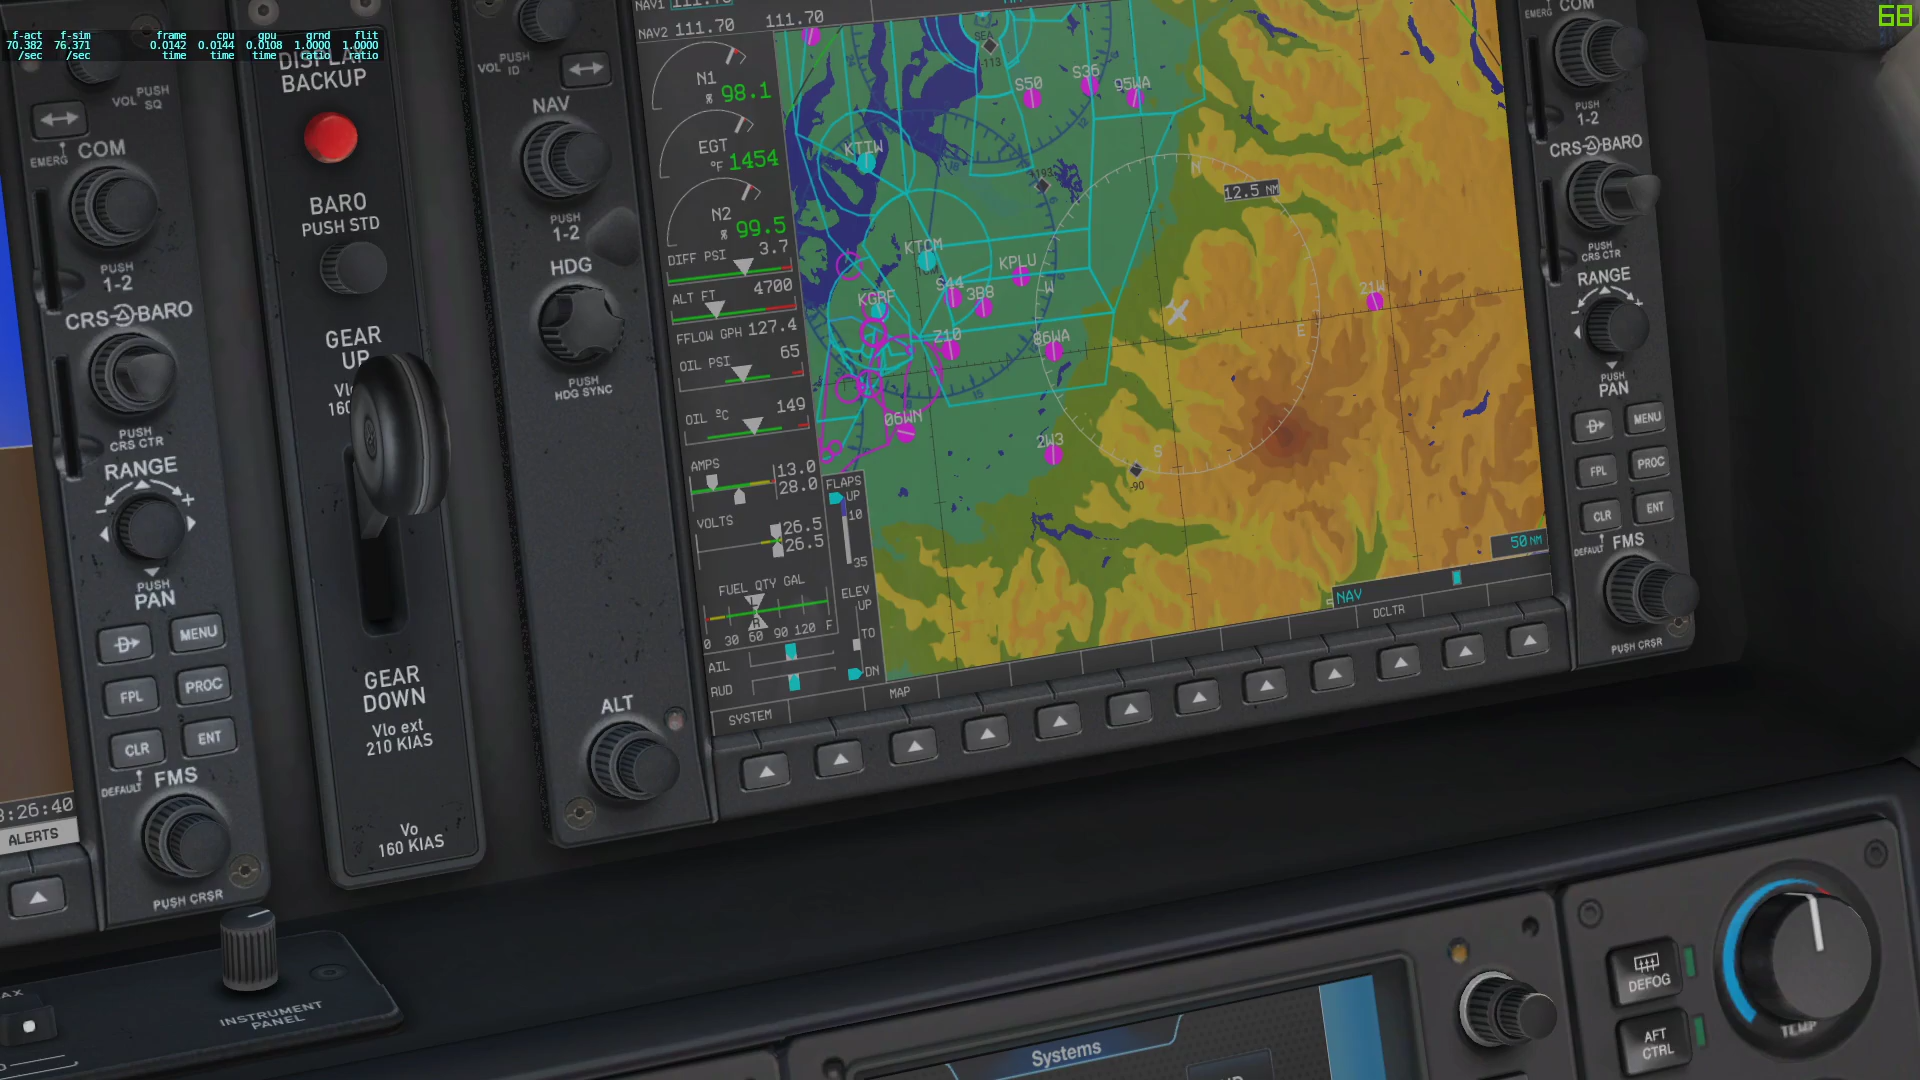 f-act f-sim frame cpu gpu grnd flit
70.382 76.371 0.0142 0.0144 0.0108 1.0000 1.0000
/sec /sec time time time ratio ratio
68
VOL PUSH SQ
EMERG
COM
PUSH
1-2
CRS BARO
PUSH
CRS CTR
RANGE
- +
PUSH
PAN
D MENU
FPL PROC
CLR ENT
DEFAULT FMS
PUSH CRSR
:26:40
ALERTS
DISPLAY
BACKUP
BARO
PUSH STD
GEAR
UP
160
GEAR
DOWN
Vlo ext
210 KIAS
Vo
160 KIAS
INSTRUMENT
PANEL
VOL PUSH ID
NAV
PUSH
1-2
HDG
PUSH
HDG SYNC
ALT
NAV1
NAV2 111.70 111.70
N1
% 98.1
EGT
°F 1454
N2
% 99.5
DIFF PSI 3.7
ALT FT 4700
FFLOW GPH 127.4
OIL PSI 65
OIL °C 149
AMPS 13.0
28.0
VOLTS 26.5
26.5
FUEL QTY GAL
L
R
0 30 60 90 120 F
AIL
RUD
FLAPS
UP
10
35
ELEV
UP
TO
DN
SYSTEM
MAP
DCLTR
NAV
50 NM
SEA
-113
S50
S36
95WA
KTIW
+193
12.5 NM
N
KTCM
KPLU
W
S44
3B8
KGRF
Z10
86WA
21W
E
06WN
2W3
S
-90
EMERG
COM
PUSH
1-2
CRS BARO
PUSH
CRS CTR
RANGE
- +
PUSH
PAN
D MENU
FPL PROC
CLR ENT
DEFAULT FMS
PUSH CRSR
Systems
DEFOG
AFT
CTRL
TEMP